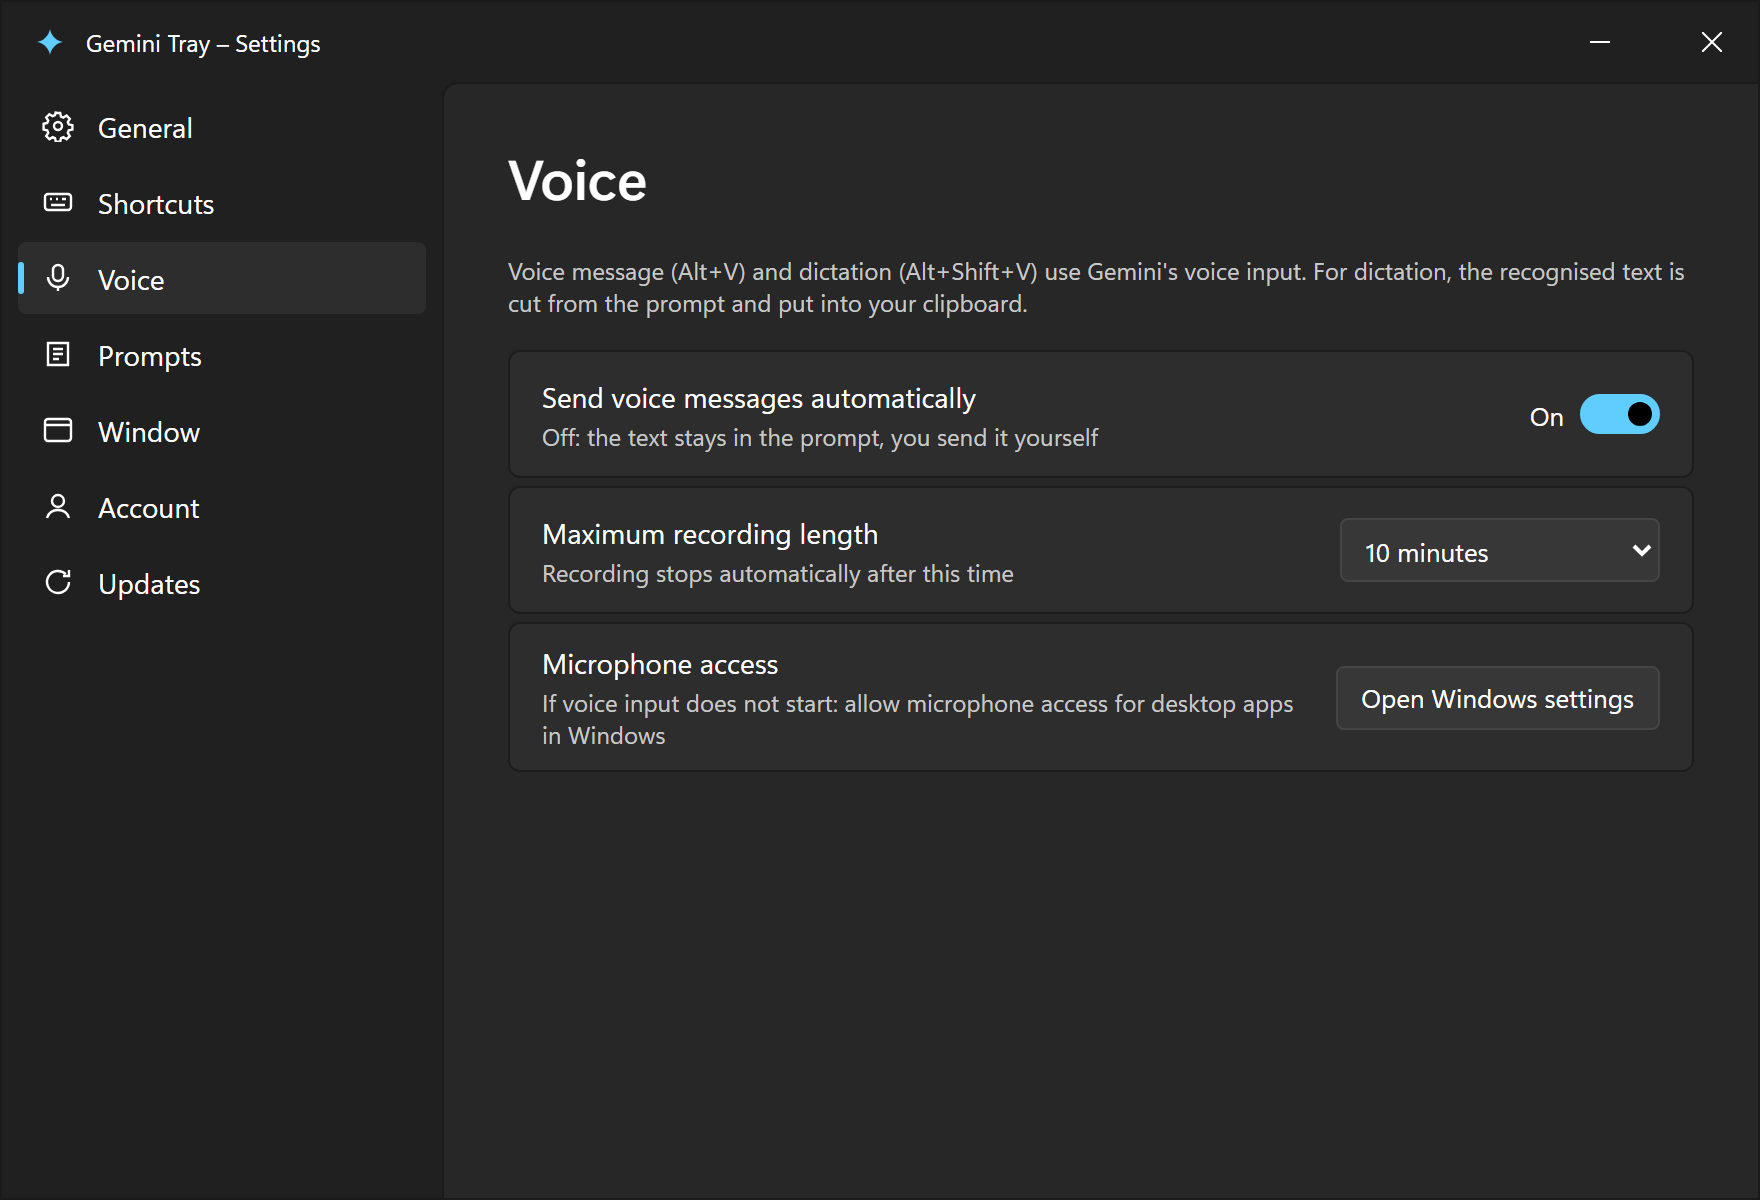 Gemini Tray – Settings
General
Shortcuts
Voice
Prompts
Window
Account
Updates
Voice
Voice message (Alt+V) and dictation (Alt+Shift+V) use Gemini's voice input. For dictation, the recognised text is
cut from the prompt and put into your clipboard.
Send voice messages automatically
Off: the text stays in the prompt, you send it yourself
On
Maximum recording length
Recording stops automatically after this time
10 minutes
Microphone access
If voice input does not start: allow microphone access for desktop apps
in Windows
Open Windows settings